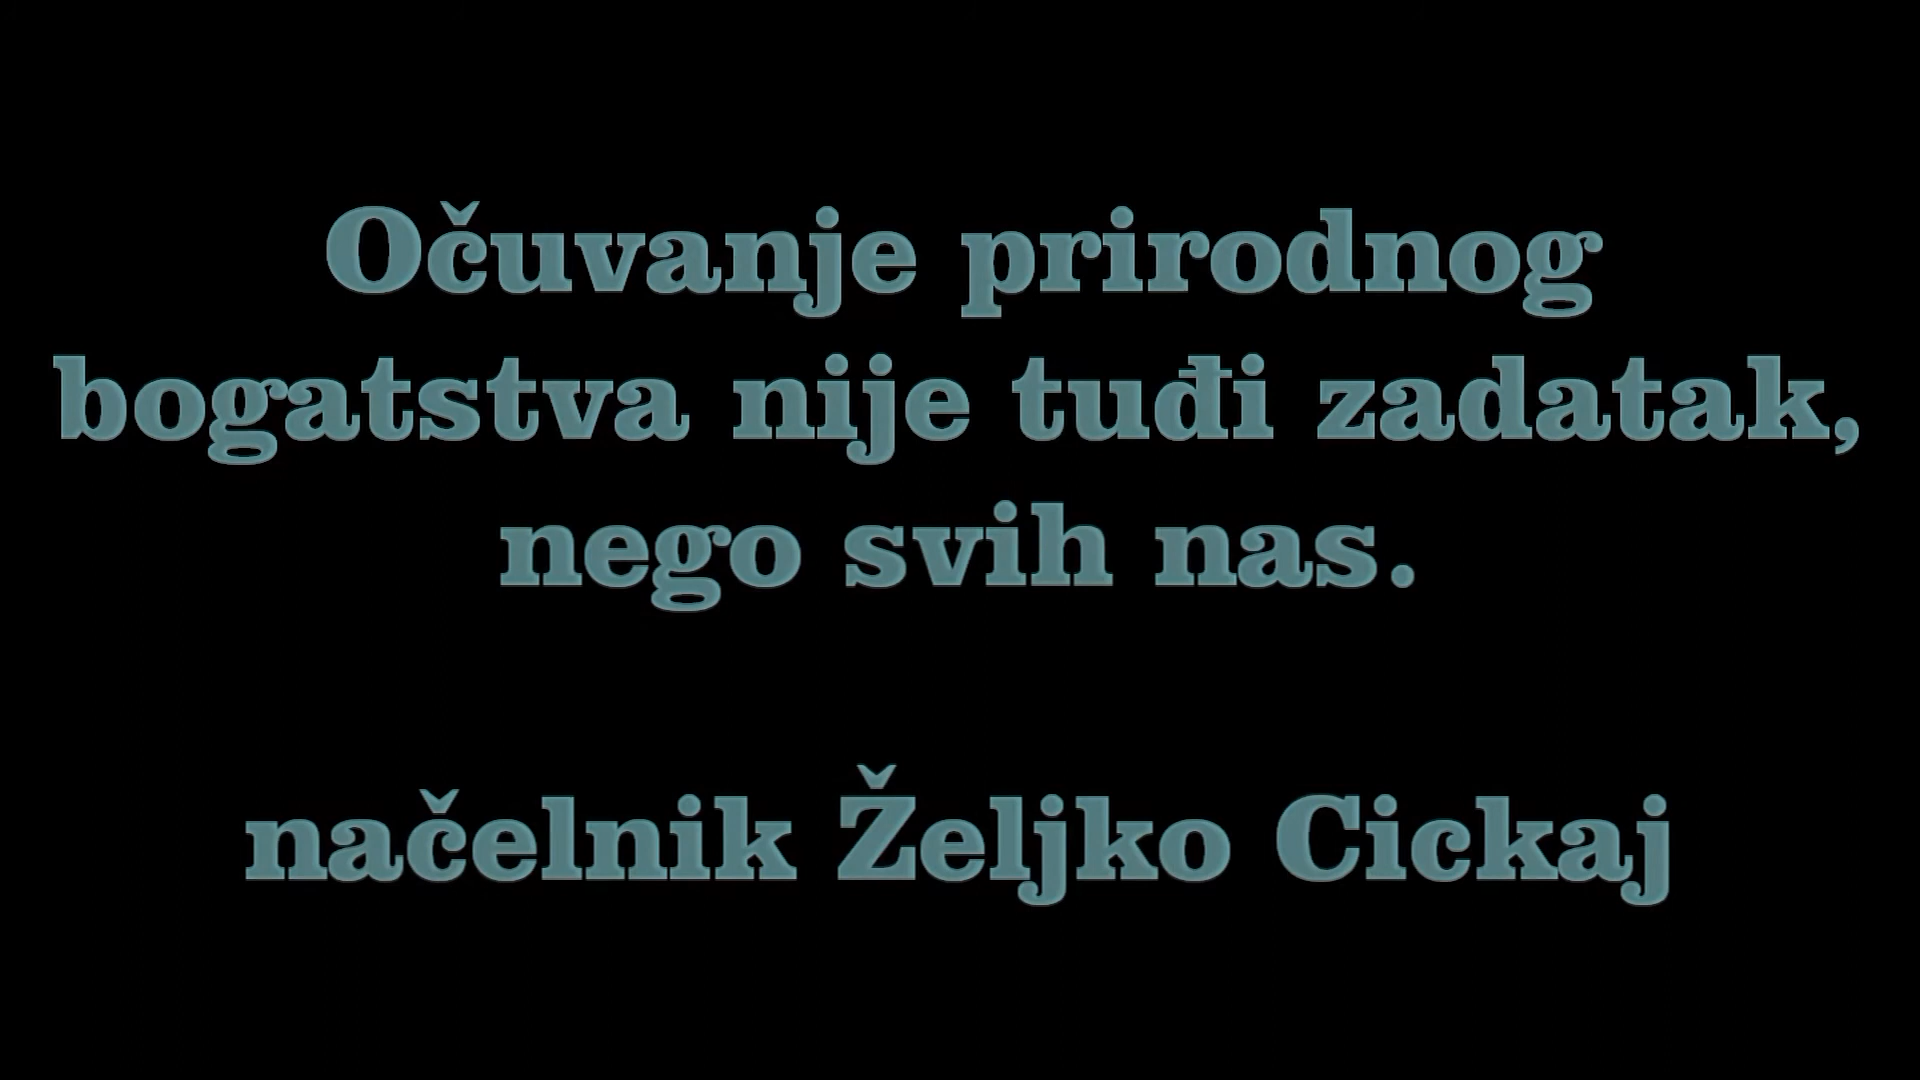 Očuvanje prirodnog
bogatstva nije tuđi zadatak,
nego svih nas.
načelnik Željko Cickaj